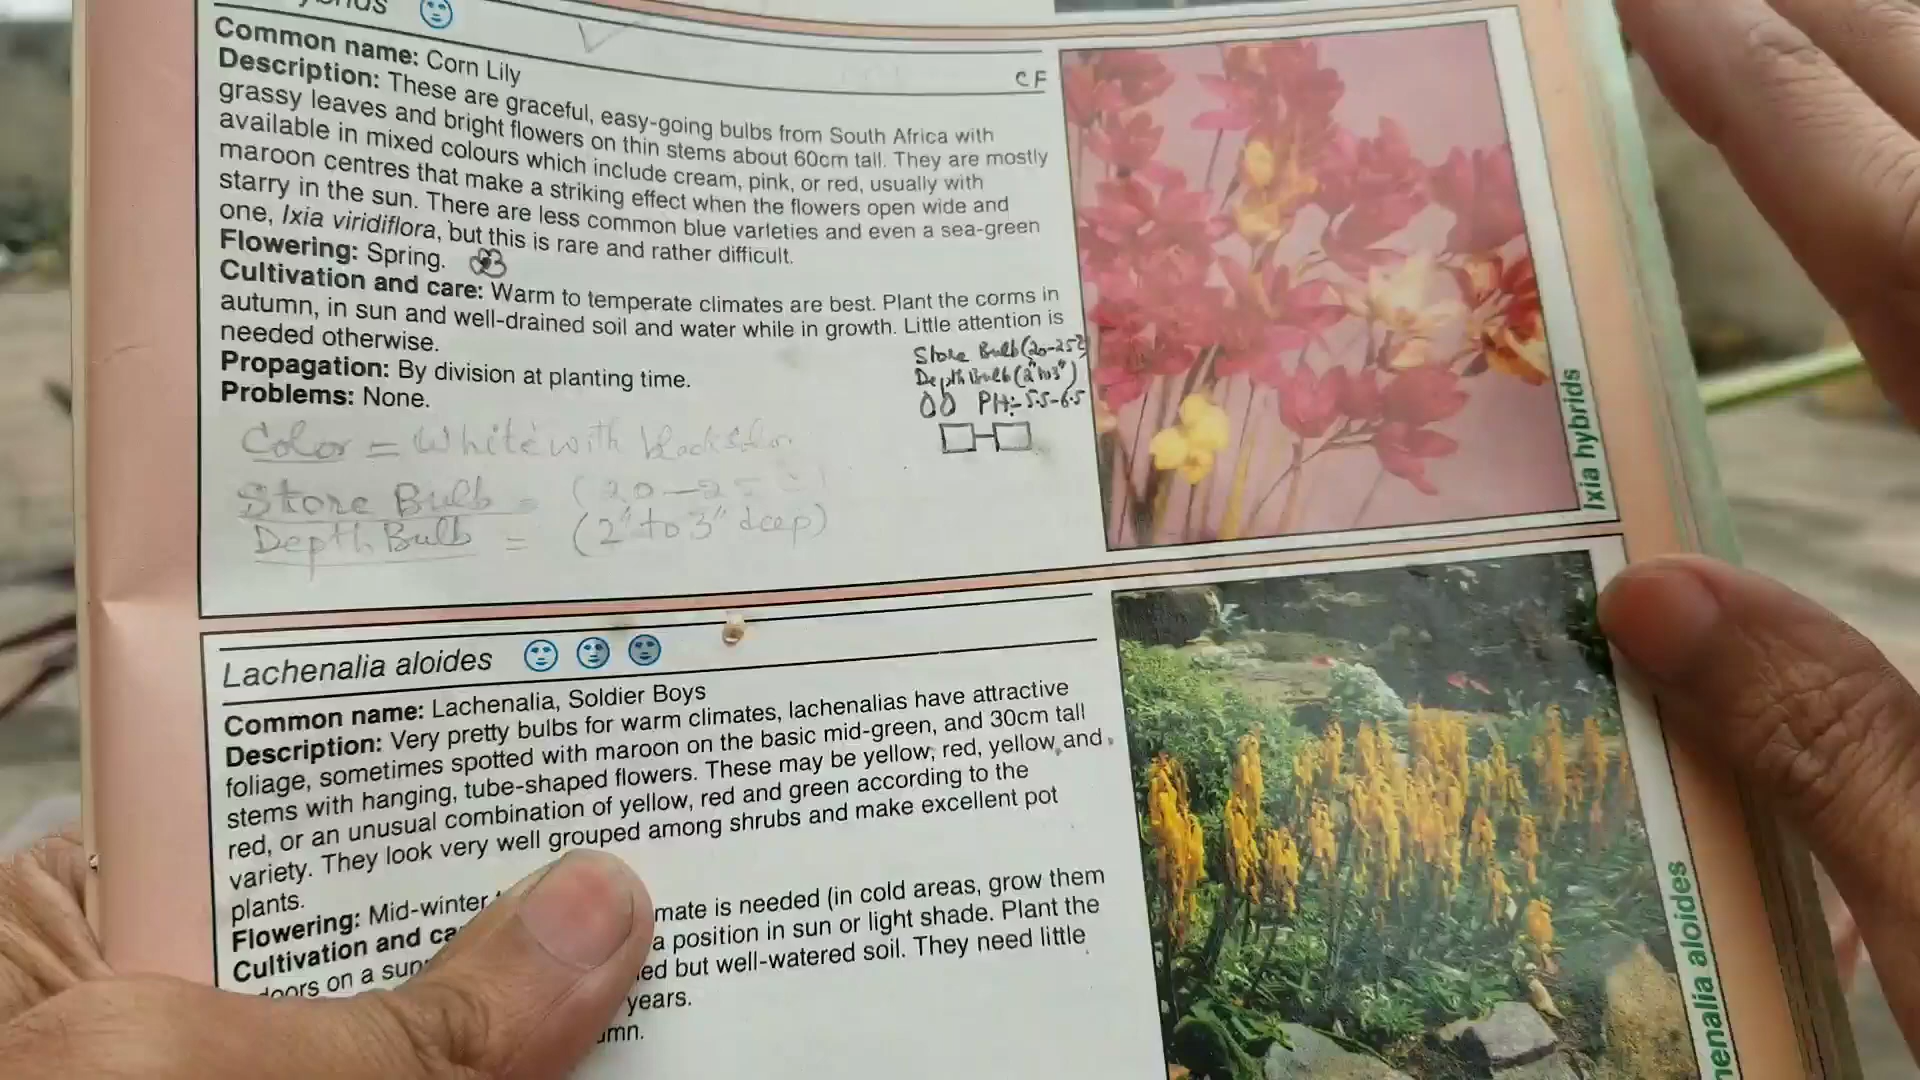 Common name: Corn Lily
CF
Description: These are graceful, easy-going bulbs from South Africa with
grassy leaves and bright flowers on thin stems about 60cm tall. They are mostly
available in mixed colours which include cream, pink, or red, usually with
maroon centres that make a striking effect when the flowers open wide and
starry in the sun. There are less common blue varieties and even a sea-green
one, Ixia viridiflora, but this is rare and rather difficult.
Flowering: Spring.
Cultivation and care: Warm to temperate climates are best. Plant the corms in
autumn, in sun and well-drained soil and water while in growth. Little attention is
needed otherwise.
Propagation: By division at planting time.
Problems: None.
Store Bulb (20-25
Depth Bulb (2" to 3")
PH:- 5.5-6.5
Color = White with
Store Bulb = (20-25
Depth Bulb = (2" to 3" deep)
Ixia hybrids
Lachenalia aloides
Common name: Lachenalia, Soldier Boys
Description: Very pretty bulbs for warm climates, lachenalias have attractive
foliage, sometimes spotted with maroon on the basic mid-green, and 30cm tall
stems with hanging, tube-shaped flowers. These may be yellow, red, yellow and
red, or an unusual combination of yellow, red and green according to the
variety. They look very well grouped among shrubs and make excellent pot
plants.
Flowering: Mid-winter
Cultivation and ca mate is needed (in cold areas, grow them
doors on a sun a position in sun or light shade. Plant the
ed but well-watered soil. They need little
years.
umn.
enalia aloides